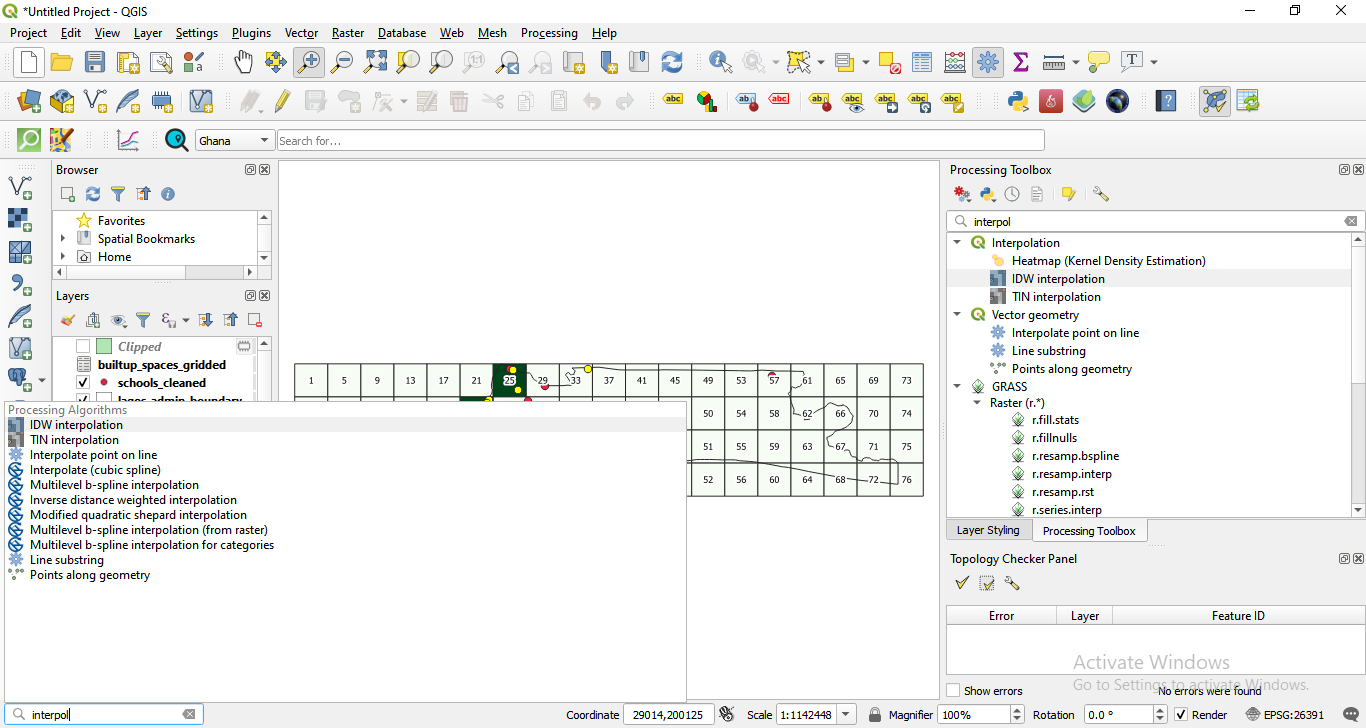 *Untitled Project - QGIS
Project Edit View Layer Settings Plugins Vector Raster Database Web Mesh Processing Help
Ghana Search for...
Browser
Favorites
Spatial Bookmarks
Home
Layers
Clipped
builtup_spaces_gridded
schools_cleaned
lagos_admin_boundary
1 5 9 13 17 21 25 29 33 37 41 45 49 53 57 61 65 69 73
50 54 58 62 66 70 74
51 55 59 63 67 71 75
52 56 60 64 68 72 76
Processing Algorithms
IDW interpolation
TIN interpolation
Interpolate point on line
Interpolate (cubic spline)
Multilevel b-spline interpolation
Inverse distance weighted interpolation
Modified quadratic shepard interpolation
Multilevel b-spline interpolation (from raster)
Multilevel b-spline interpolation for categories
Line substring
Points along geometry
Processing Toolbox
interpol
Interpolation
Heatmap (Kernel Density Estimation)
IDW interpolation
TIN interpolation
Vector geometry
Interpolate point on line
Line substring
Points along geometry
GRASS
Raster (r.*)
r.fill.stats
r.fillnulls
r.resamp.bspline
r.resamp.interp
r.resamp.rst
r.series.interp
Layer Styling Processing Toolbox
Topology Checker Panel
Error Layer Feature ID
Activate Windows
Go to Settings to activate Windows.
Show errors No errors were found
interpol Coordinate 29014,200125 Scale 1:1142448 Magnifier 100% Rotation 0.0 ° Render EPSG:26391